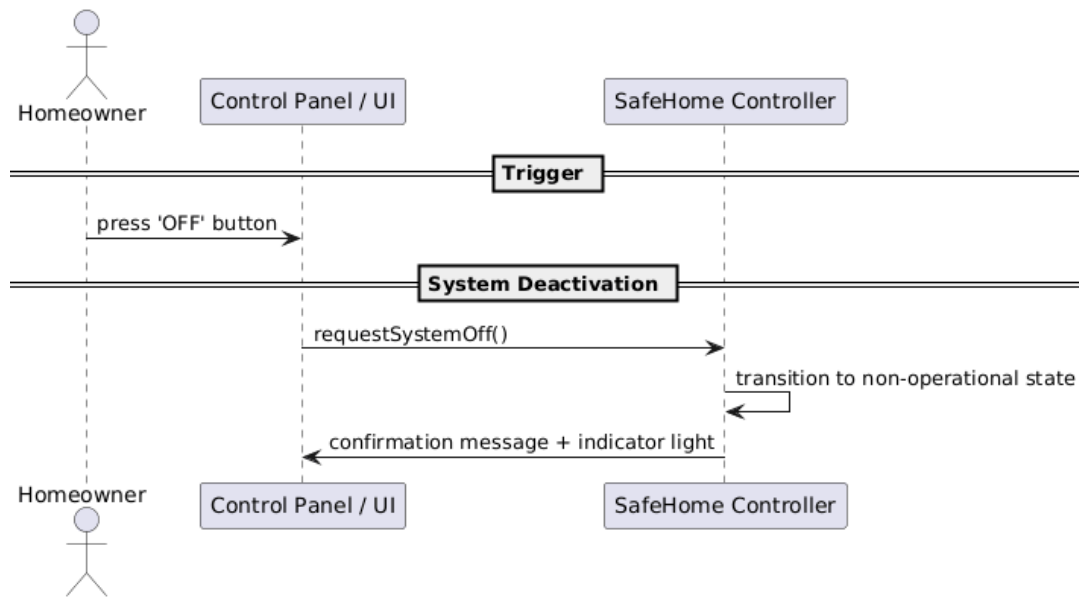 Homeowner
Control Panel / UI
SafeHome Controller
Trigger
press 'OFF' button
System Deactivation
requestSystemOff()
transition to non-operational state
confirmation message + indicator light
Homeowner
Control Panel / UI
SafeHome Controller